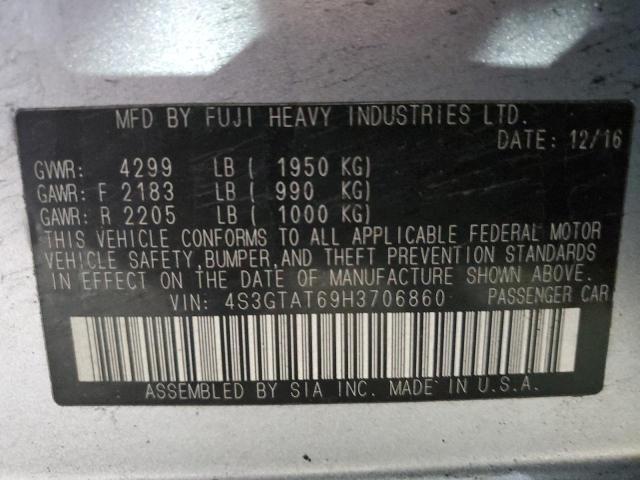 MFD BY FUJI HEAVY INDUSTRIES LTD.
DATE: 12/16
GVWR: 4299 LB ( 1950 KG)
GAWR: F 2183 LB ( 990 KG)
GAWR: R 2205 LB ( 1000 KG)
THIS VEHICLE CONFORMS TO ALL APPLICABLE FEDERAL MOTOR
VEHICLE SAFETY, BUMPER, AND THEFT PREVENTION STANDARDS
IN EFFECT ON THE DATE OF MANUFACTURE SHOWN ABOVE.
VIN: 4S3GTAT69H3706860 PASSENGER CAR
ASSEMBLED BY SIA INC. MADE IN U.S.A.